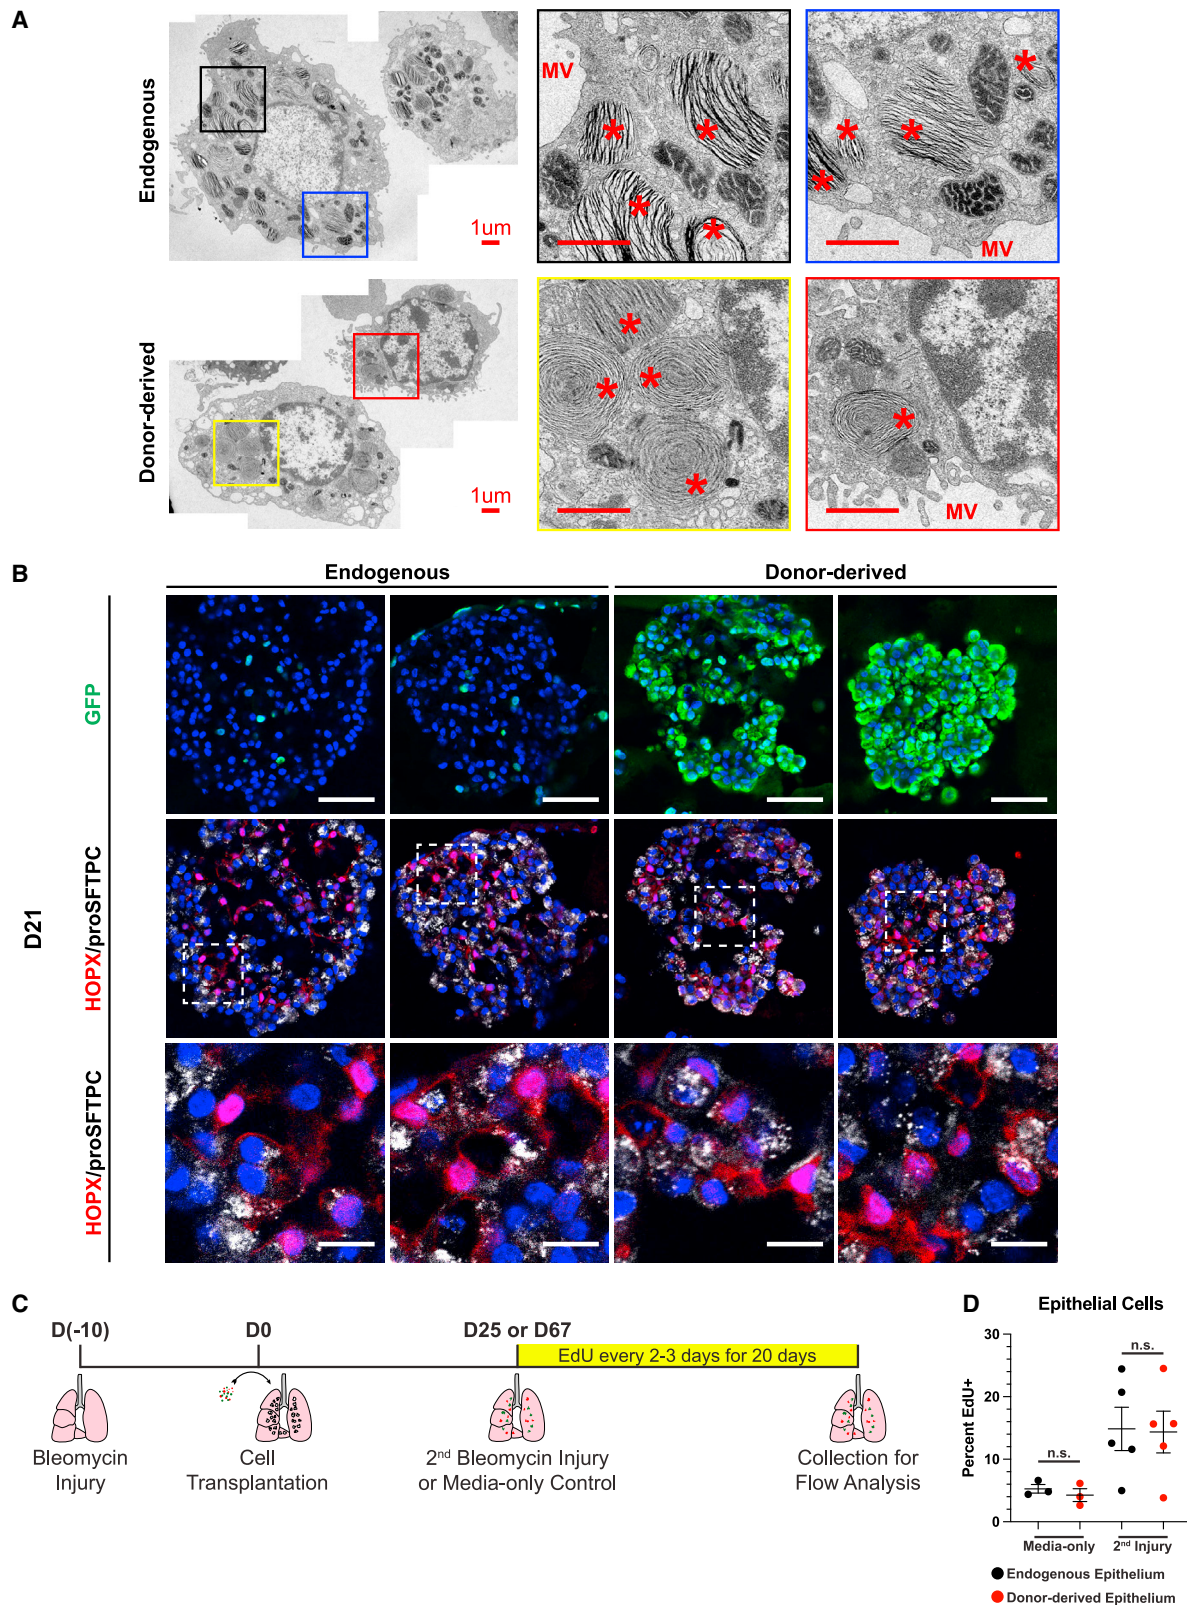 A
Endogenous
1um
MV
MV
Donor-derived
1um
MV
B
Endogenous
Donor-derived
D21
GFP
HOPX/proSFTPC
HOPX/proSFTPC
C
D(-10)
D0
D25 or D67
EdU every 2-3 days for 20 days
Bleomycin
Injury
Cell
Transplantation
2nd Bleomycin Injury
or Media-only Control
Collection for
Flow Analysis
D
Epithelial Cells
Percent EdU+
30
20
10
0
n.s.
n.s.
Media-only
2nd Injury
Endogenous Epithelium
Donor-derived Epithelium